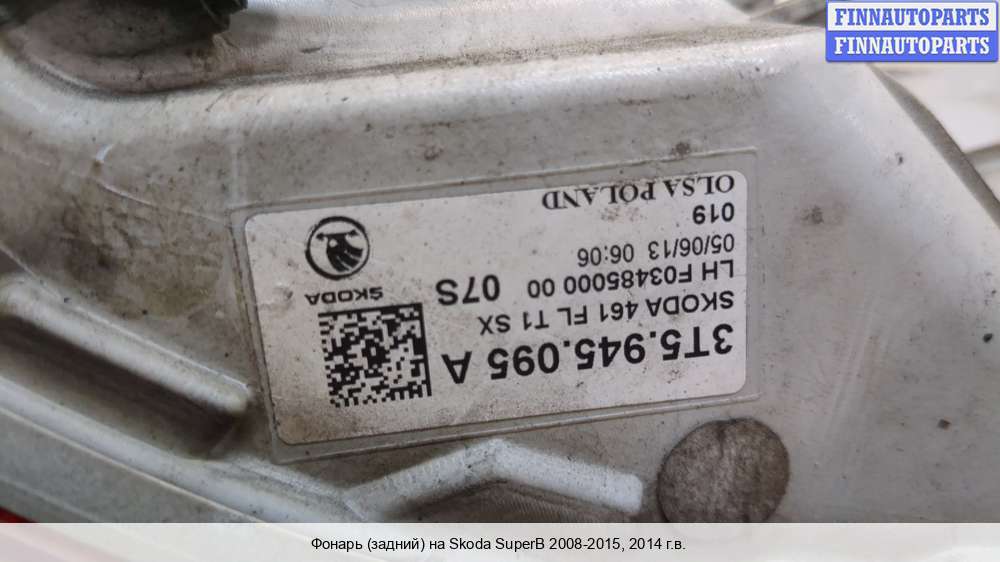 FINNAUTOPARTS
FINNAUTOPARTS
3T5.945.095 A
SKODA 461 FL T1 SX
LH F03485000 00 07S
05/06/13 06:06
019
OLSA POLAND
ŠKODA
Фонарь (задний) на Skoda SuperB 2008-2015, 2014 г.в.